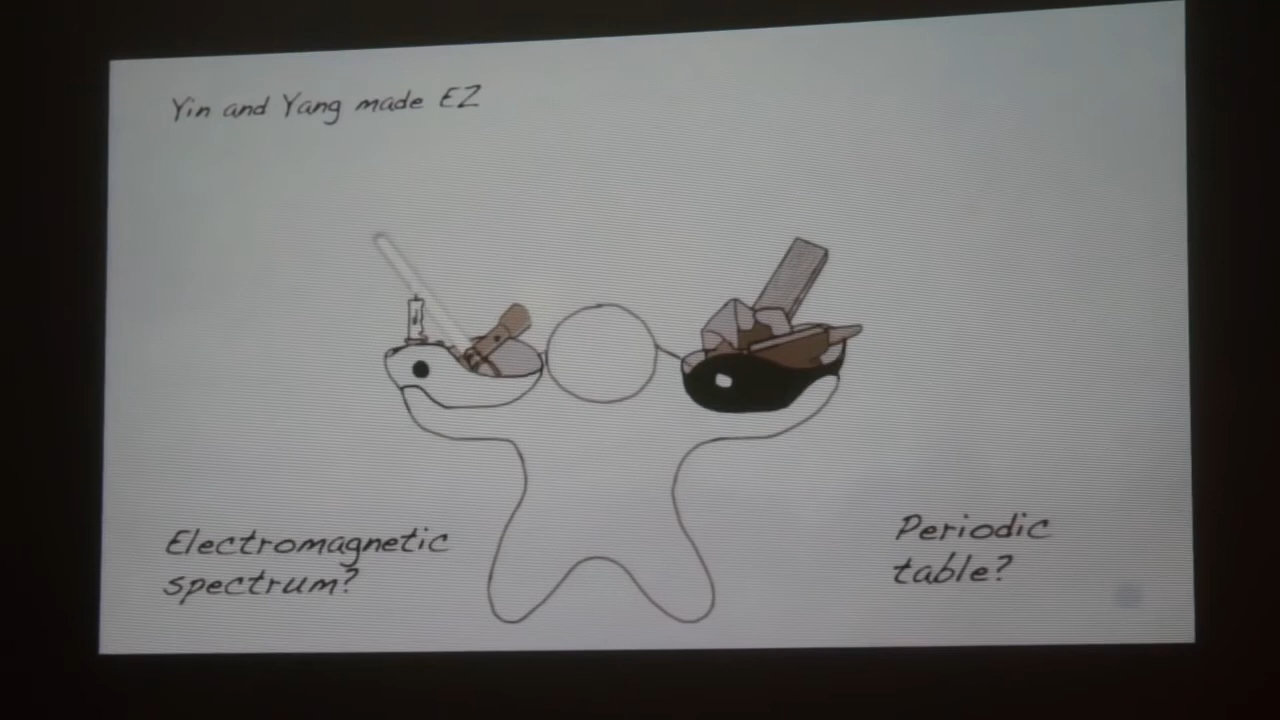 Yin and Yang made EZ
Electromagnetic
spectrum?
Periodic
table?